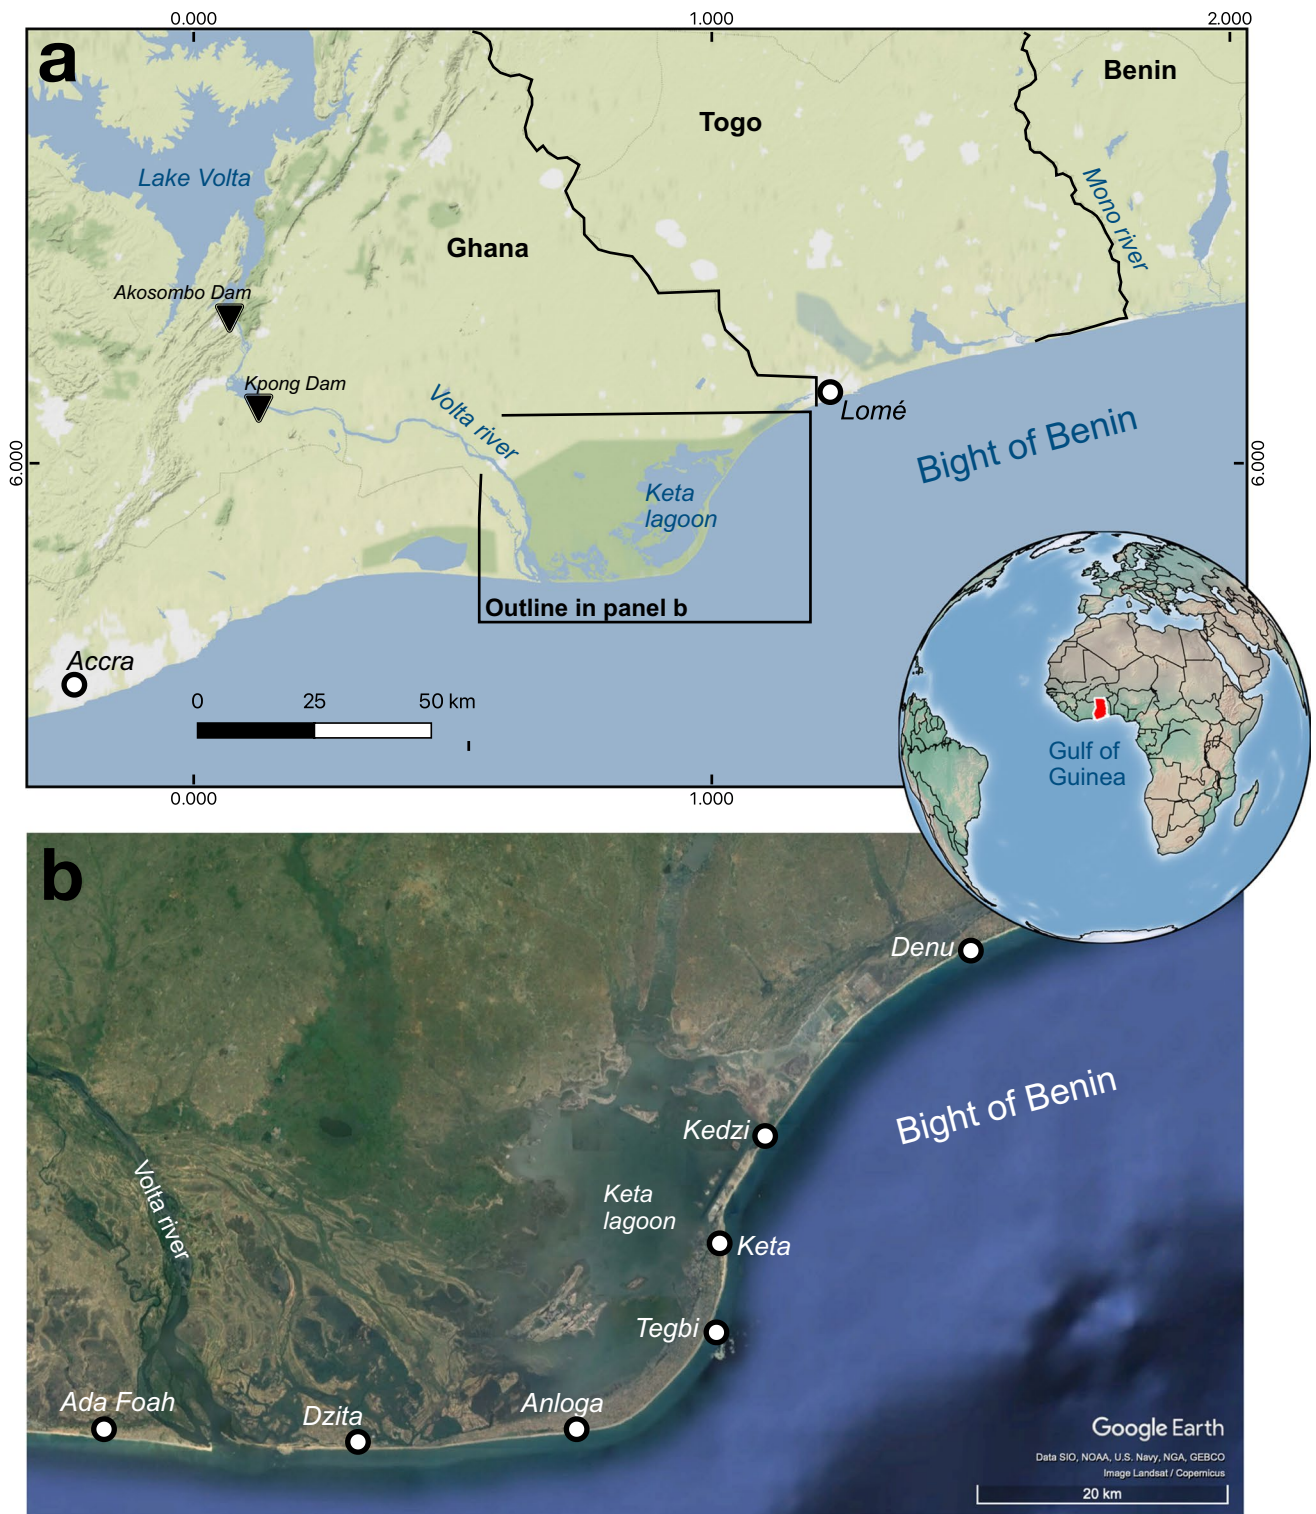 0.000
1.000
2.000
a
Benin
Togo
Lake Volta
Mono river
Ghana
Akosombo Dam
Kpong Dam
Volta river
Lomé
Bight of Benin
6.000
6.000
Keta
lagoon
Outline in panel b
Accra
0
25
50 km
Gulf of
Guinea
0.000
1.000
b
Denu
Bight of Benin
Kedzi
Volta river
Keta
lagoon
Keta
Tegbi
Ada Foah
Dzita
Anloga
Google Earth
Data SIO, NOAA, U.S. Navy, NGA, GEBCO
Image Landsat / Copernicus
20 km